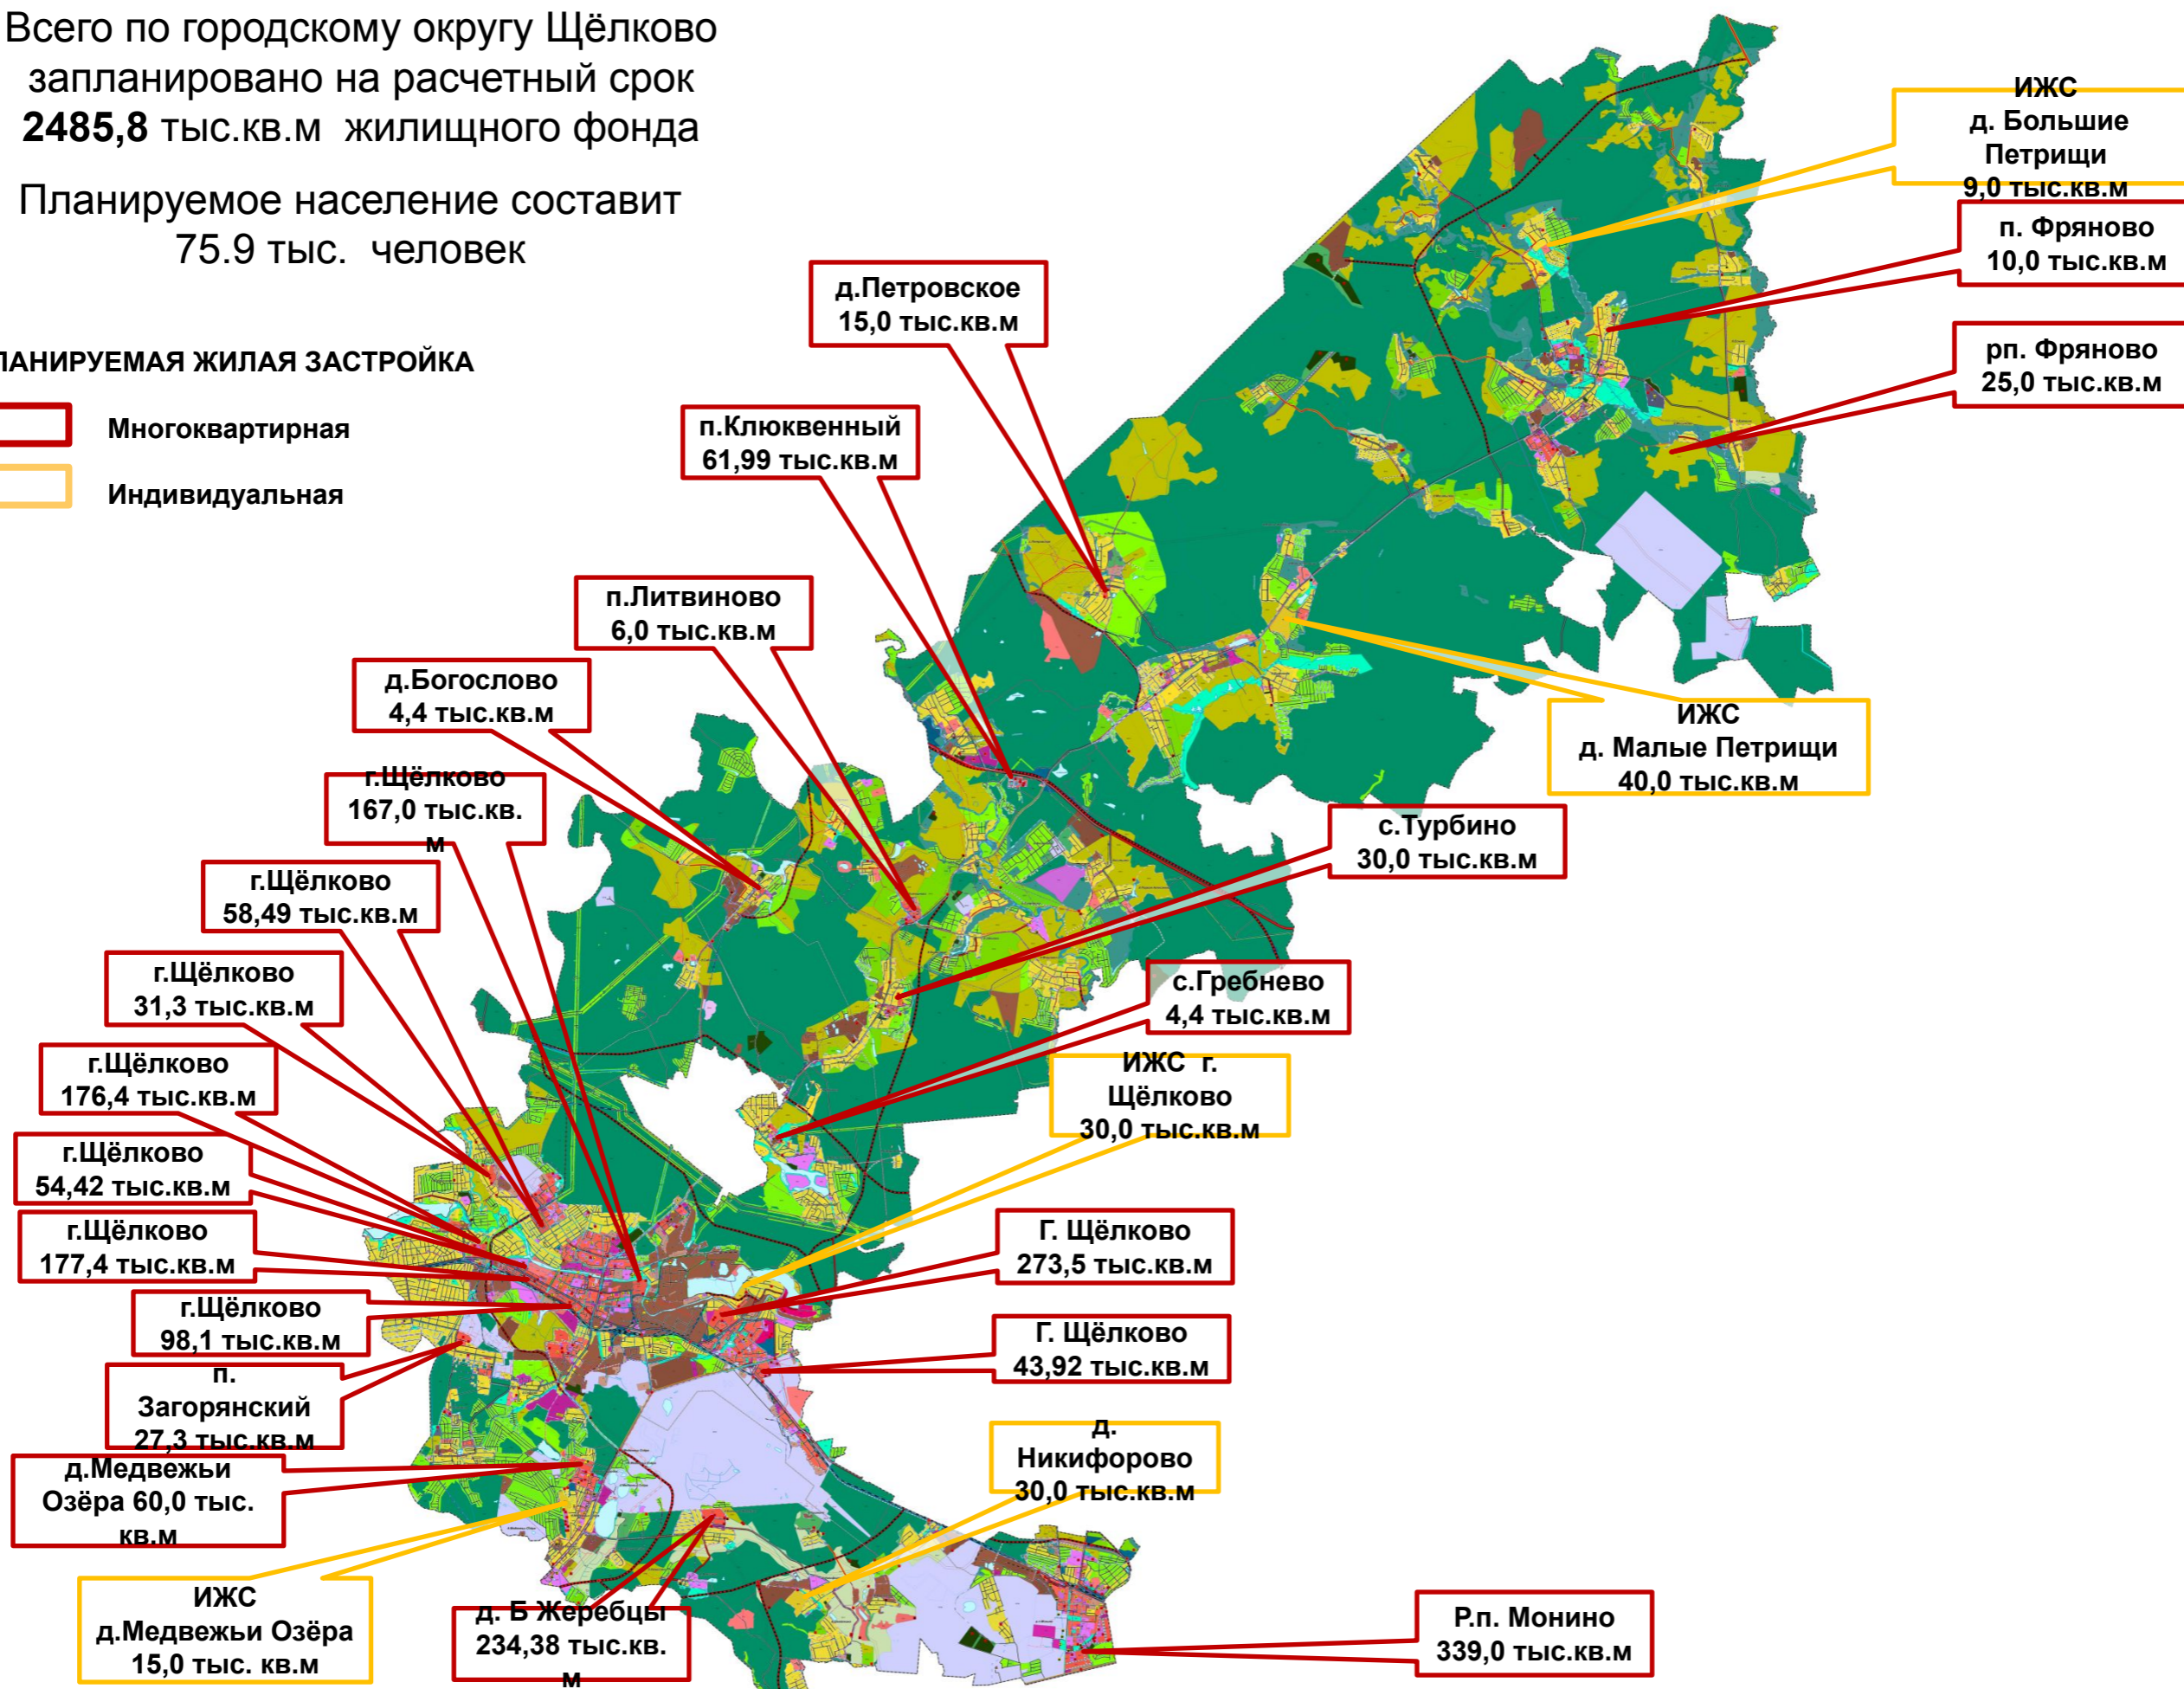 Всего по городскому округу Щёлково
запланировано на расчетный срок
2485,8 тыс.кв.м жилищного фонда
Планируемое население составит
75.9 тыс. человек
ЛАНИРУЕМАЯ ЖИЛАЯ ЗАСТРОЙКА
Многоквартирная
Индивидуальная
ИЖС
д. Большие
Петрищи
9,0 тыс.кв.м
п. Фряново
10,0 тыс.кв.м
рп. Фряново
25,0 тыс.кв.м
д.Петровское
15,0 тыс.кв.м
п.Клюквенный
61,99 тыс.кв.м
п.Литвиново
6,0 тыс.кв.м
д.Богослово
4,4 тыс.кв.м
г.Щёлково
167,0 тыс.кв.
м
г.Щёлково
58,49 тыс.кв.м
г.Щёлково
31,3 тыс.кв.м
г.Щёлково
176,4 тыс.кв.м
г.Щёлково
54,42 тыс.кв.м
г.Щёлково
177,4 тыс.кв.м
г.Щёлково
98,1 тыс.кв.м
п.
Загорянский
27,3 тыс.кв.м
д.Медвежьи
Озёра 60,0 тыс.
кв.м
ИЖС
д.Медвежьи Озёра
15,0 тыс. кв.м
д. Б Жеребцы
234,38 тыс.кв.
м
ИЖС
д. Малые Петрищи
40,0 тыс.кв.м
с.Турбино
30,0 тыс.кв.м
с.Гребнево
4,4 тыс.кв.м
ИЖС г.
Щёлково
30,0 тыс.кв.м
Г. Щёлково
273,5 тыс.кв.м
Г. Щёлково
43,92 тыс.кв.м
д.
Никифорово
30,0 тыс.кв.м
Р.п. Монино
339,0 тыс.кв.м